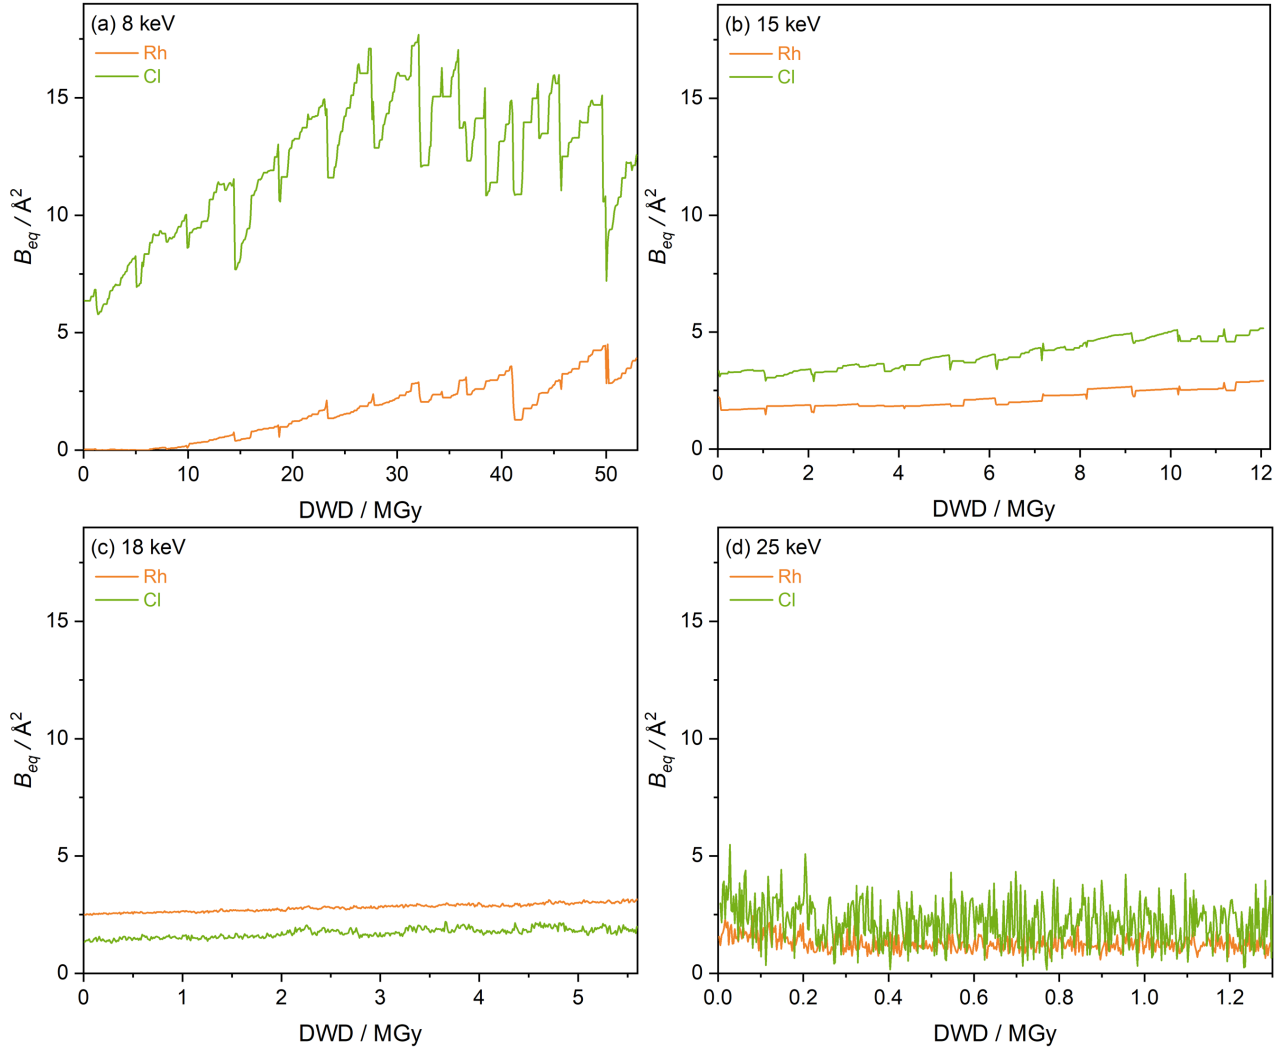 (a) 8 keV
Rh
Cl
15
10
5
0
B_eq / Å²
0 10 20 30 40 50
DWD / MGy
(b) 15 keV
Rh
Cl
15
10
5
0
B_eq / Å²
0 2 4 6 8 10 12
DWD / MGy
(c) 18 keV
Rh
Cl
15
10
5
0
B_eq / Å²
0 1 2 3 4 5
DWD / MGy
(d) 25 keV
Rh
Cl
15
10
5
0
B_eq / Å²
0.0 0.2 0.4 0.6 0.8 1.0 1.2
DWD / MGy